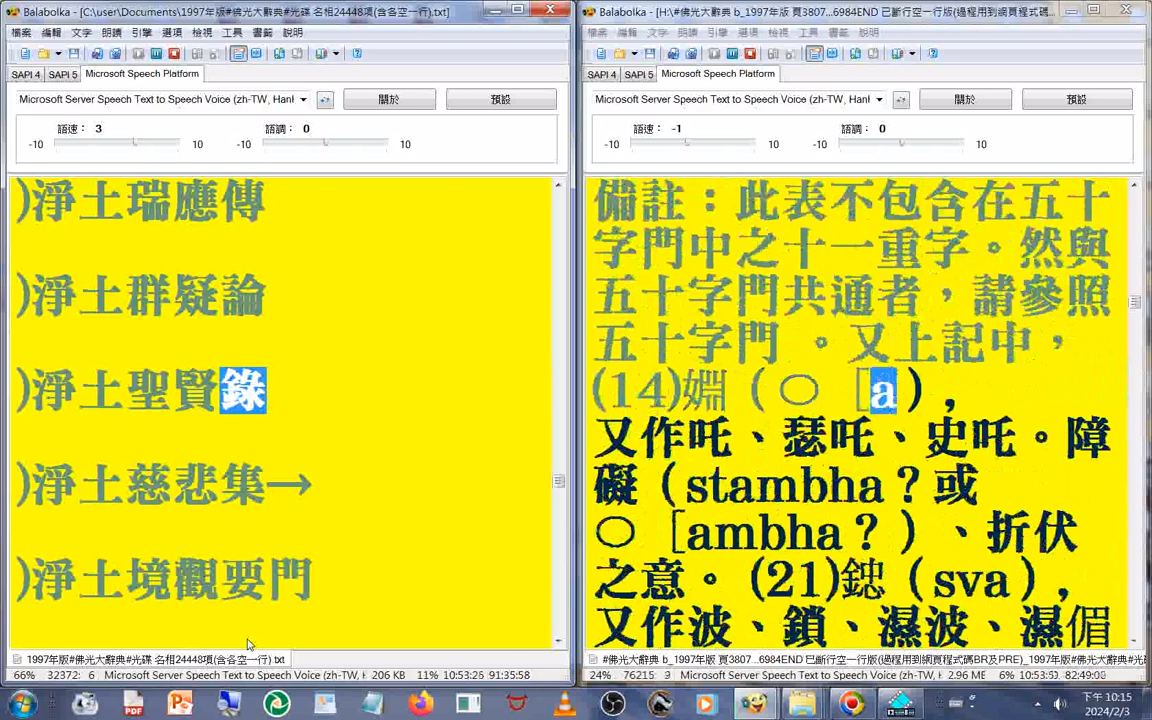 Balabolka - [C:\user\Documents\1997年版#佛光大辭典#光碟 名相24448項(含各空一行).txt]
檔案 編輯 文字 朗讀 引擎 選項 檢視 工具 書籤 說明
SAPI 4 SAPI 5 Microsoft Speech Platform
Microsoft Server Speech Text to Speech Voice (zh-TW, Hanl
關於 預設
語速： 3 語調： 0
-10 10 -10 10
)淨土瑞應傳
)淨土群疑論
)淨土聖賢錄
)淨土慈悲集→
)淨土境觀要門
1997年版#佛光大辭典#光碟 名相24448項(含各空一行).txt
66% 32372: 6 Microsoft Server Speech Text to Speech Voice (zh-TW, H 206 KB 11% 10:53:26 91:35:58
Balabolka - [H:\#佛光大辭典 b_1997年版 頁3807...6984END 已斷行空一行版(過程用到網頁程式碼...
檔案 編輯 文字 朗讀 引擎 選項 檢視 工具 書籤 說明
SAPI 4 SAPI 5 Microsoft Speech Platform
Microsoft Server Speech Text to Speech Voice (zh-TW, Hanl
關於 預設
語速： -1 語調： 0
-10 10 -10 10
備註：此表不包含在五十
字門中之十一重字。然與
五十字門共通者，請參照
五十字門 。又上記中，
(14)婣（○［a），
又作吒、瑟吒、史吒。障
礙（stambha？或
○［ambha？）、折伏
之意。(21)鍃（sva），
又作波、鎖、濕波、濕
#佛光大辭典 b_1997年版 頁3807...6984END 已斷行空一行版(過程用到網頁程式碼BR及PRE)_1997年版#光
24% 76215: 9 Microsoft Server Speech Text to Speech Voice (zh-TW, H 2.96 MB 6% 10:53:51 82:49:09
下午 10:15
2024/2/3